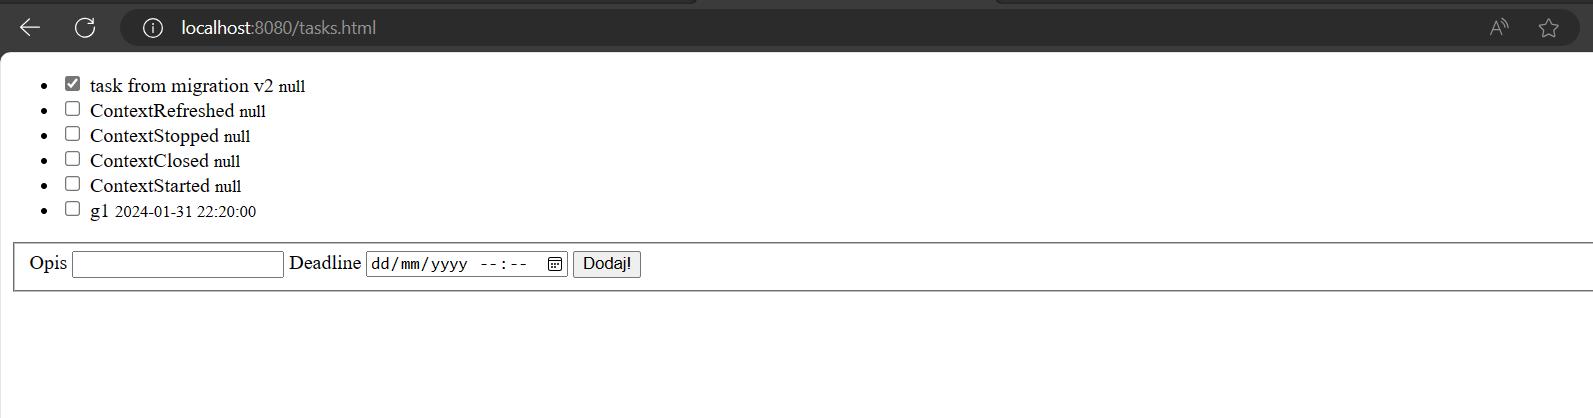 localhost:8080/tasks.html
task from migration v2 null
ContextRefreshed null
ContextStopped null
ContextClosed null
ContextStarted null
g1 2024-01-31 22:20:00
Opis Deadline dd/mm/yyyy --:-- Dodaj!